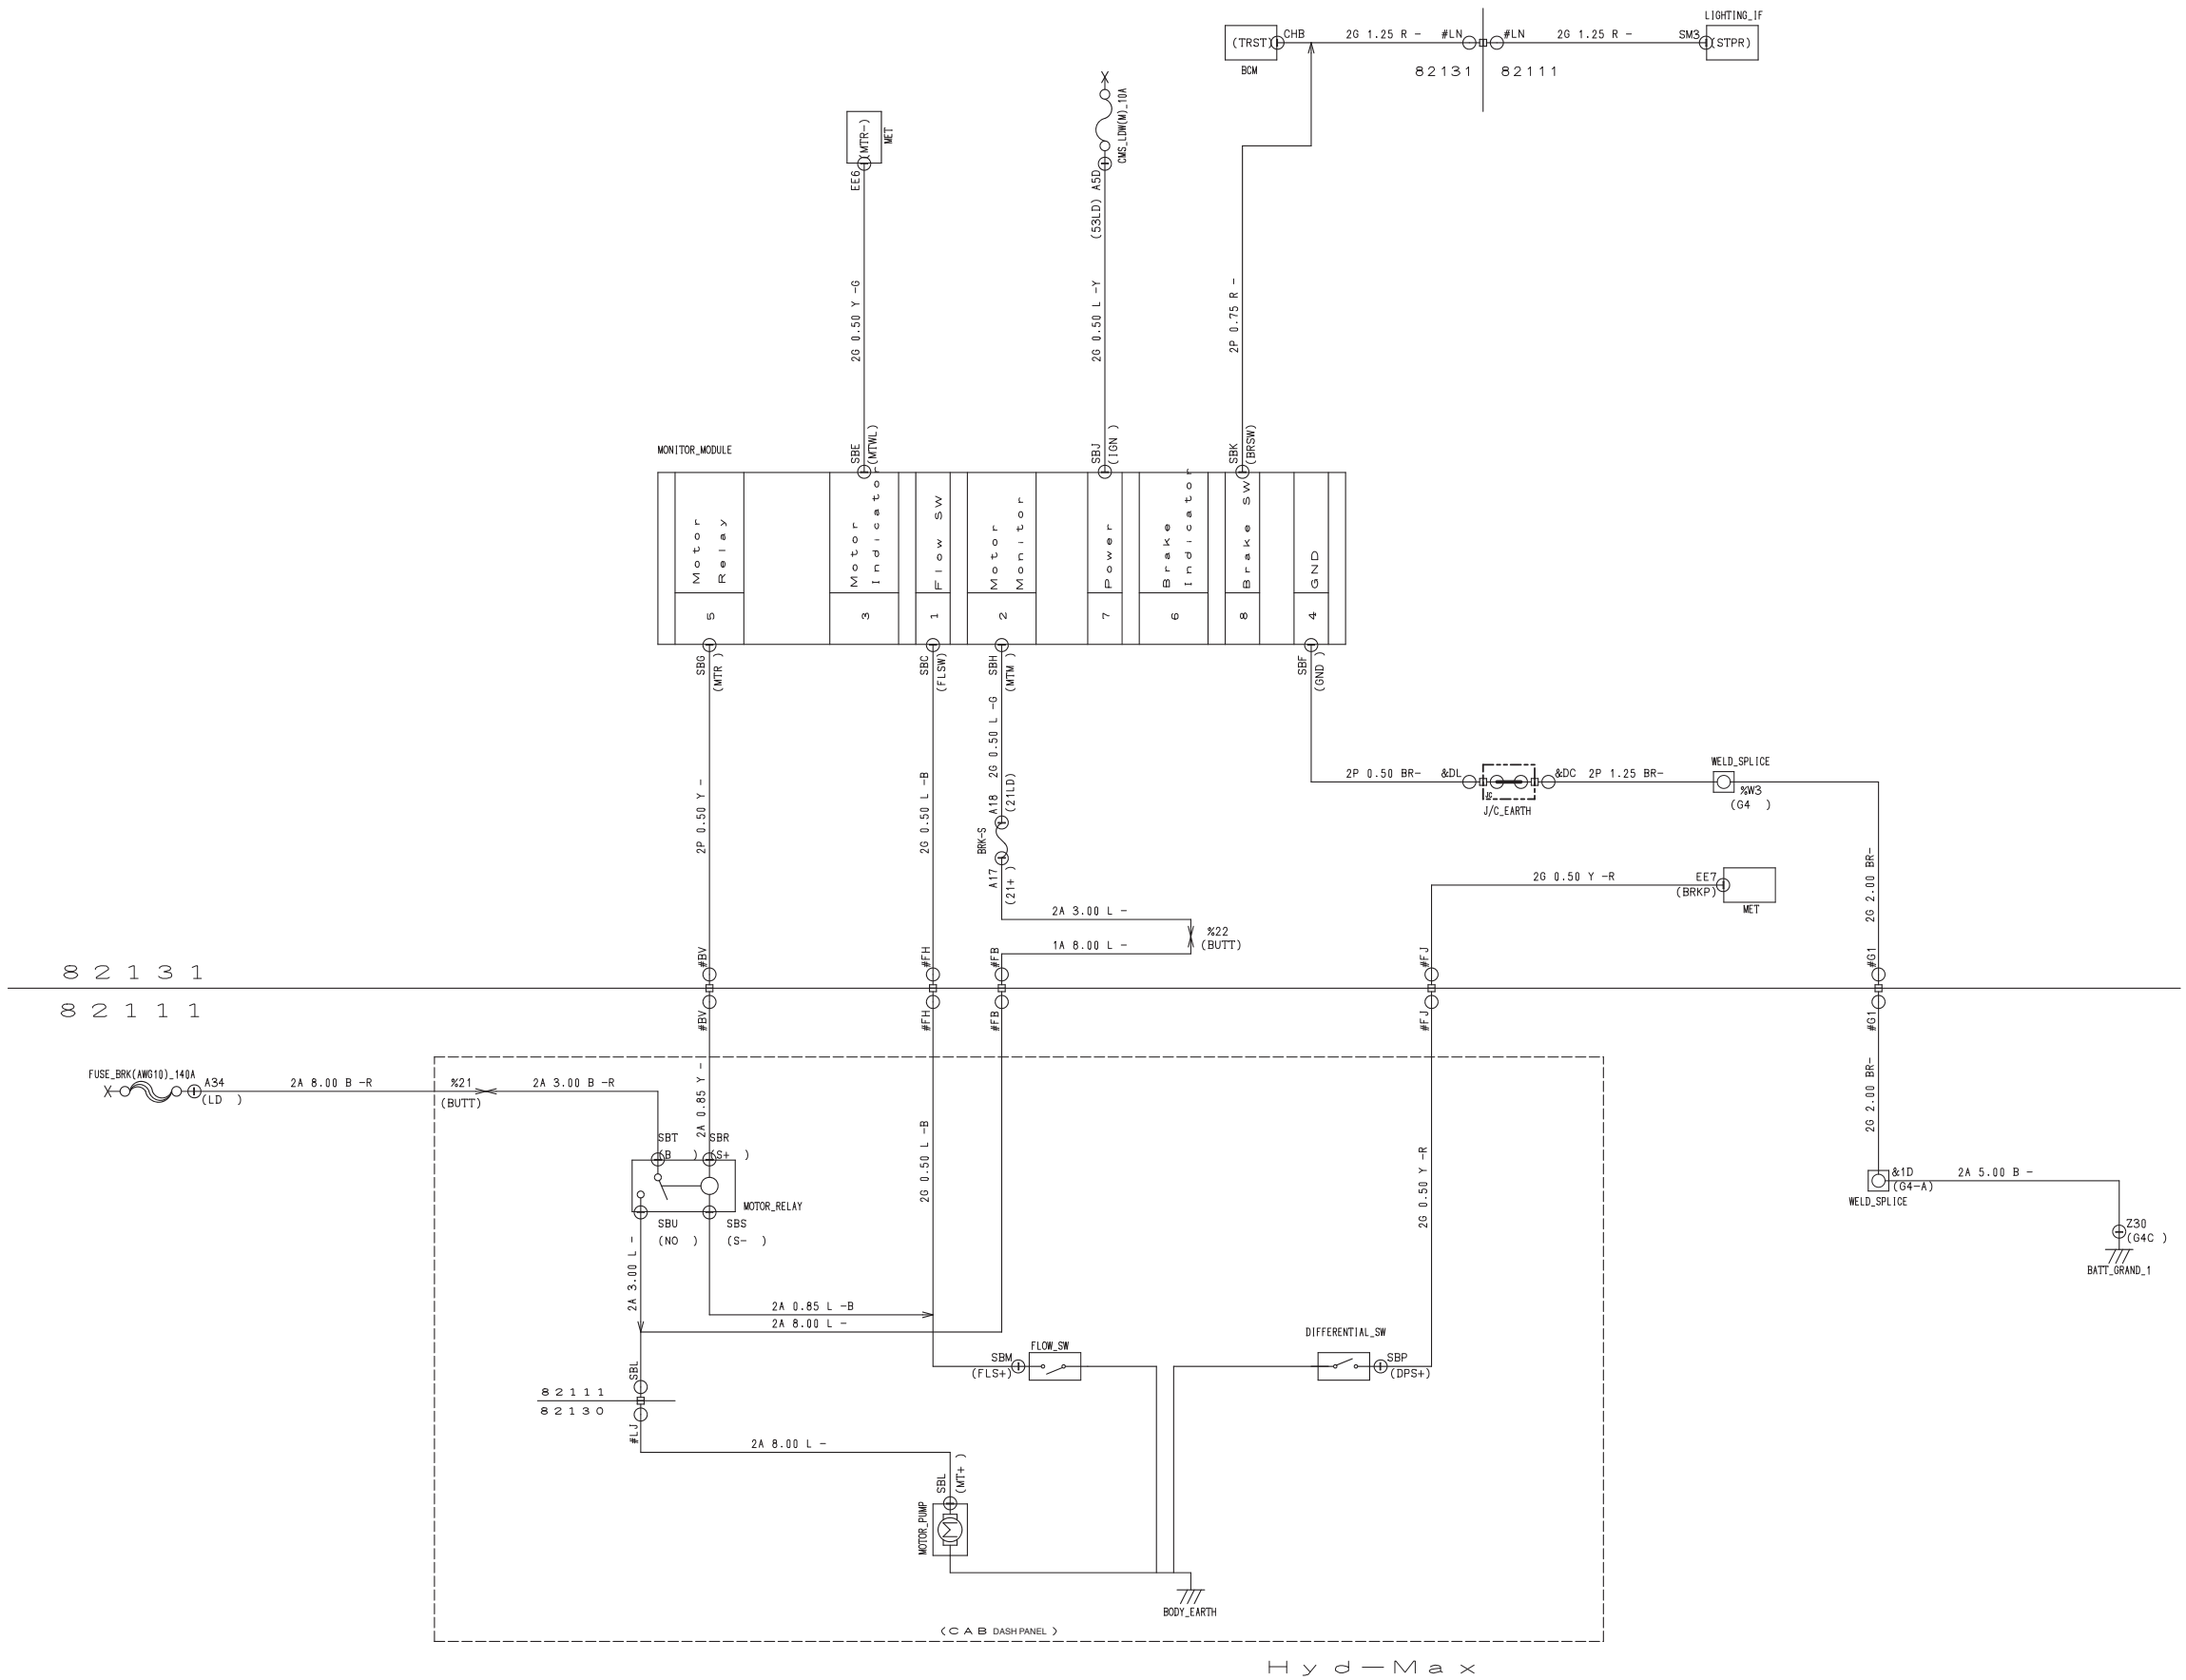 LIGHTING_IF
(TRST) CHB 2G 1.25 R - #LN #LN 2G 1.25 R - SM3 (STPR)
BCM 82131 82111
CMS_LDW(M)_10A
(MTR-) MET
EE6
(53LD) A5D
2G 0.50 Y -G
2G 0.50 L -Y
2P 0.75 R -
MONITOR_MODULE
SBE (MTWL)
SBJ (IGN )
SBK (BRSW)
Motor Relay 5
Motor Indicator 3
Flow SW 1
Motor Monitor 2
Power 7
Brake Indicator 6
Brake SW 8
GND 4
SBG (MTR )
SBC (FLSW)
SBH (MTM )
SBF (GND )
2P 0.50 Y -
2G 0.50 L -B
A18 2G 0.50 L -G
(21LD)
BRK-S
A17
(21+ )
2P 0.50 BR- &DL &DC 2P 1.25 BR-
JC
J/C_EARTH
WELD_SPLICE
%W3
(G4 )
2G 0.50 Y -R EE7
(BRKP)
MET
2G 2.00 BR-
2A 3.00 L -
%22
(BUTT)
1A 8.00 L -
#BV #FH #FB #FJ #G1
82131
82111
#BV #FH #FB #FJ #G1
FUSE_BRK(AWG10)_140A
A34 2A 8.00 B -R %21 2A 3.00 B -R
(LD ) (BUTT)
2A 0.85 Y -
2G 0.50 L -B
2G 0.50 Y -R
2G 2.00 BR-
SBT SBR
(B ) (S+ )
MOTOR_RELAY
SBU SBS
(NO ) (S- )
&1D 2A 5.00 B -
(G4-A)
WELD_SPLICE
Z30
(G4C )
BATT_GRAND_1
2A 3.00 L -
2A 0.85 L -B
2A 8.00 L -
FLOW_SW
SBM
(FLS+)
DIFFERENTIAL_SW
SBP
(DPS+)
SBL
82111
82130
#LJ
2A 8.00 L -
SBL (MT+ )
MOTOR_PUMP
BODY_EARTH
(CAB DASH PANEL )
Hyd-Max